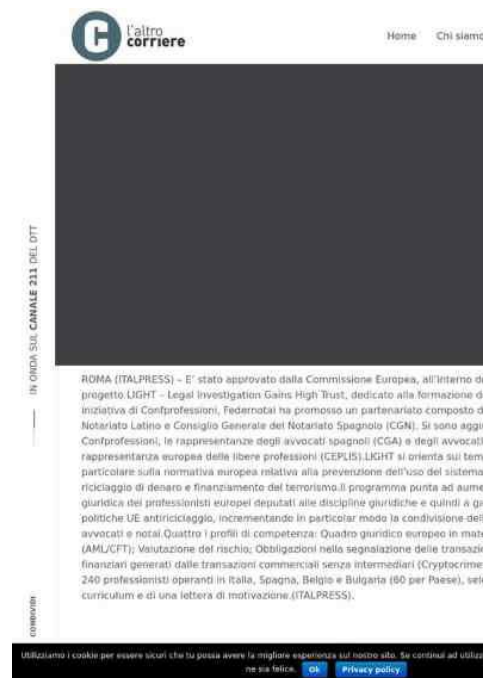 l'altro
corriere
Home Chi siamo
IN ONDA SUL CANALE 211 DEL DTT
ROMA (ITALPRESS) – E' stato approvato dalla Commissione Europea, all'interno d
progetto LIGHT – Legal Investigation Gains High Trust, dedicato alla formazione d
iniziativa di Confprofessioni, Federnotai ha promosso un partenariato composto d
Notariato Latino e Consiglio Generale del Notariato Spagnolo (CGN). Si sono aggi
Confprofessioni, le rappresentanze degli avvocati spagnoli (CGA) e degli avvocati
rappresentanza europea delle libere professioni (CEPLIS).LIGHT si orienta sui tem
particolare sulla normativa europea relativa alla prevenzione dell'uso del sistema
riciclaggio di denaro e finanziamento del terrorismo.Il programma punta ad aume
giuridica dei professionisti europei deputati alle discipline giuridiche e quindi a ga
politiche UE antiriciclaggio, incrementando in particolar modo la condivisione dell
avvocati e notai.Quattro i profili di competenza: Quadro giuridico europeo in mate
(AML/CFT); Valutazione del rischio; Obbligazioni nella segnalazione delle transazio
finanziari generati dalle transazioni commerciali senza intermediari (Cryptocrime
240 professionisti operanti in Italia, Spagna, Belgio e Bulgaria (60 per Paese), sele
curriculum e di una lettera di motivazione.(ITALPRESS).
CONDIVIDI
Utilizziamo i cookie per essere sicuri che tu possa avere la migliore esperienza sul nostro sito. Se continui ad utilizz
ne sia felice. Ok Privacy policy